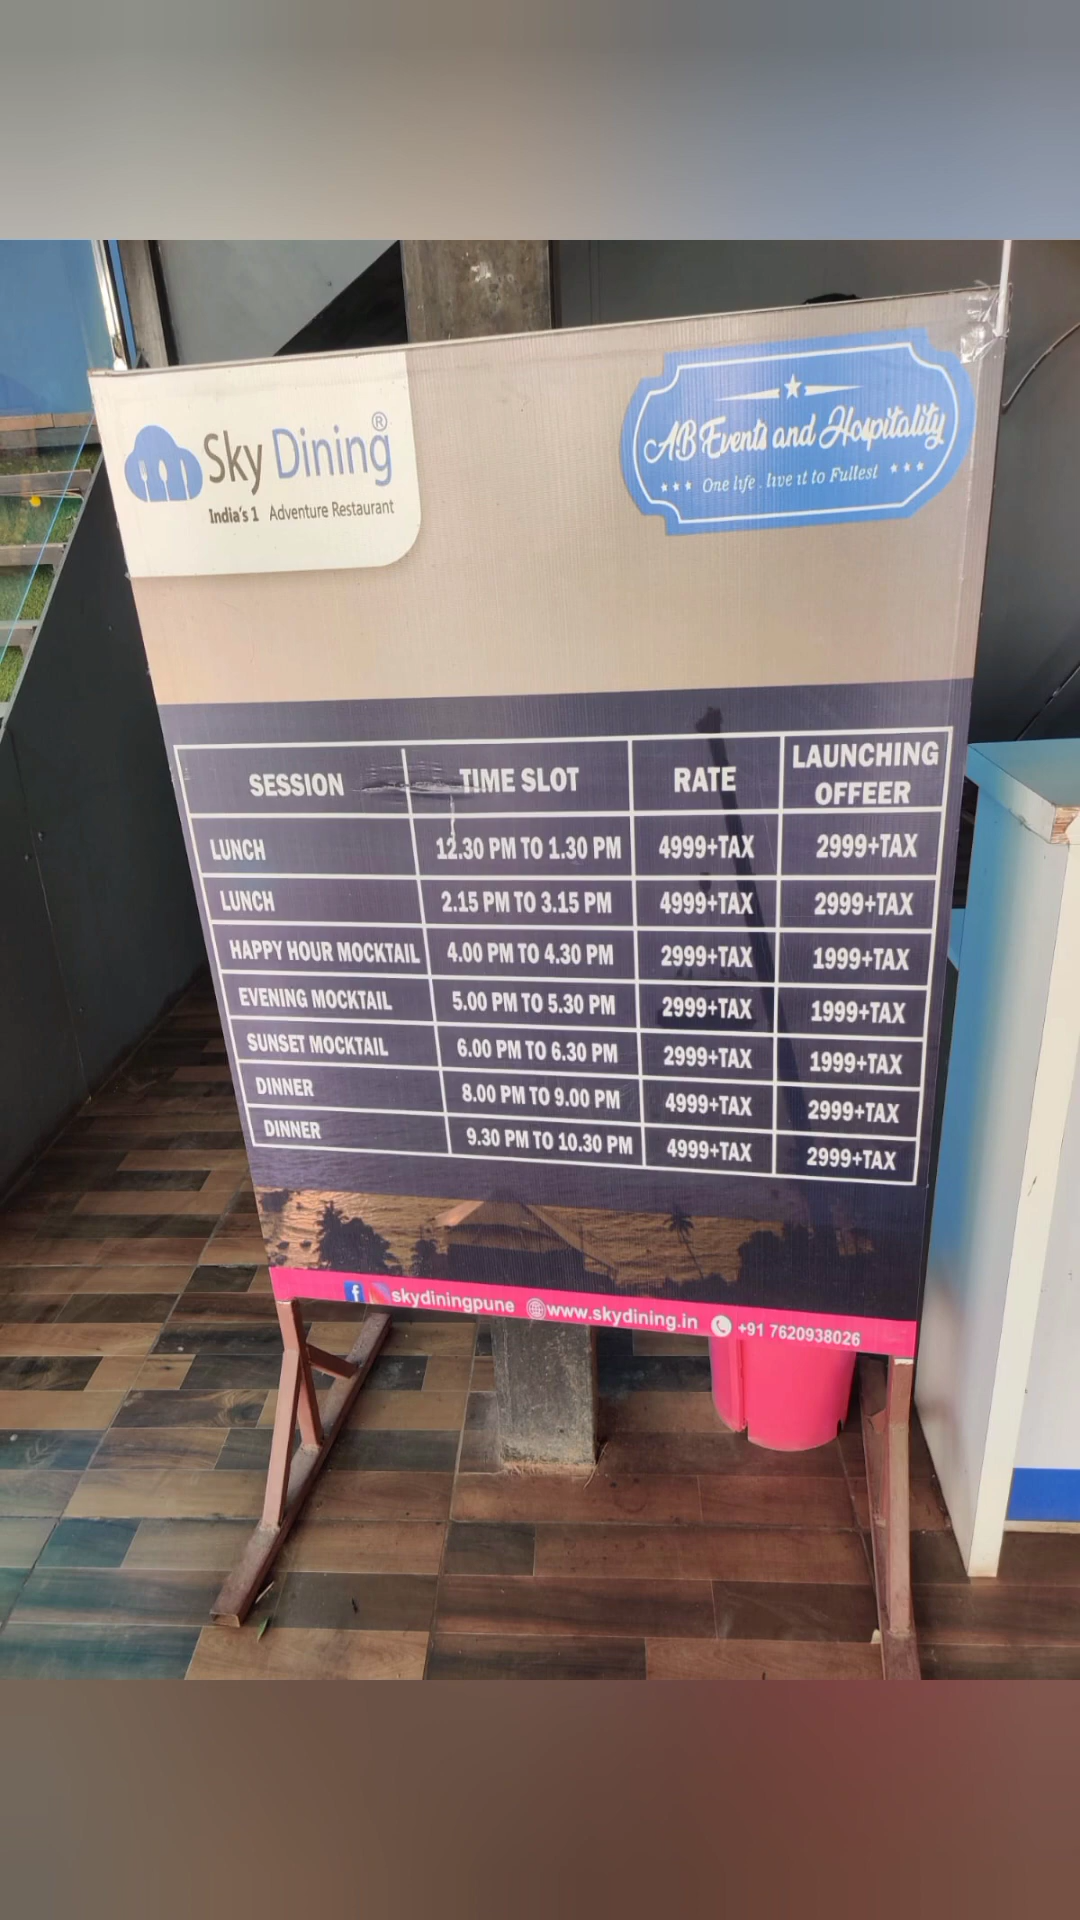 Sky Dining®
India's 1 Adventure Restaurant
AB Events and Hospitality
One life . live it to Fullest
SESSION TIME SLOT RATE LAUNCHING OFFEER
LUNCH 12.30 PM TO 1.30 PM 4999+TAX 2999+TAX
LUNCH 2.15 PM TO 3.15 PM 4999+TAX 2999+TAX
HAPPY HOUR MOCKTAIL 4.00 PM TO 4.30 PM 2999+TAX 1999+TAX
EVENING MOCKTAIL 5.00 PM TO 5.30 PM 2999+TAX 1999+TAX
SUNSET MOCKTAIL 6.00 PM TO 6.30 PM 2999+TAX 1999+TAX
DINNER 8.00 PM TO 9.00 PM 4999+TAX 2999+TAX
DINNER 9.30 PM TO 10.30 PM 4999+TAX 2999+TAX
skydiningpune www.skydining.in +91 7620938026